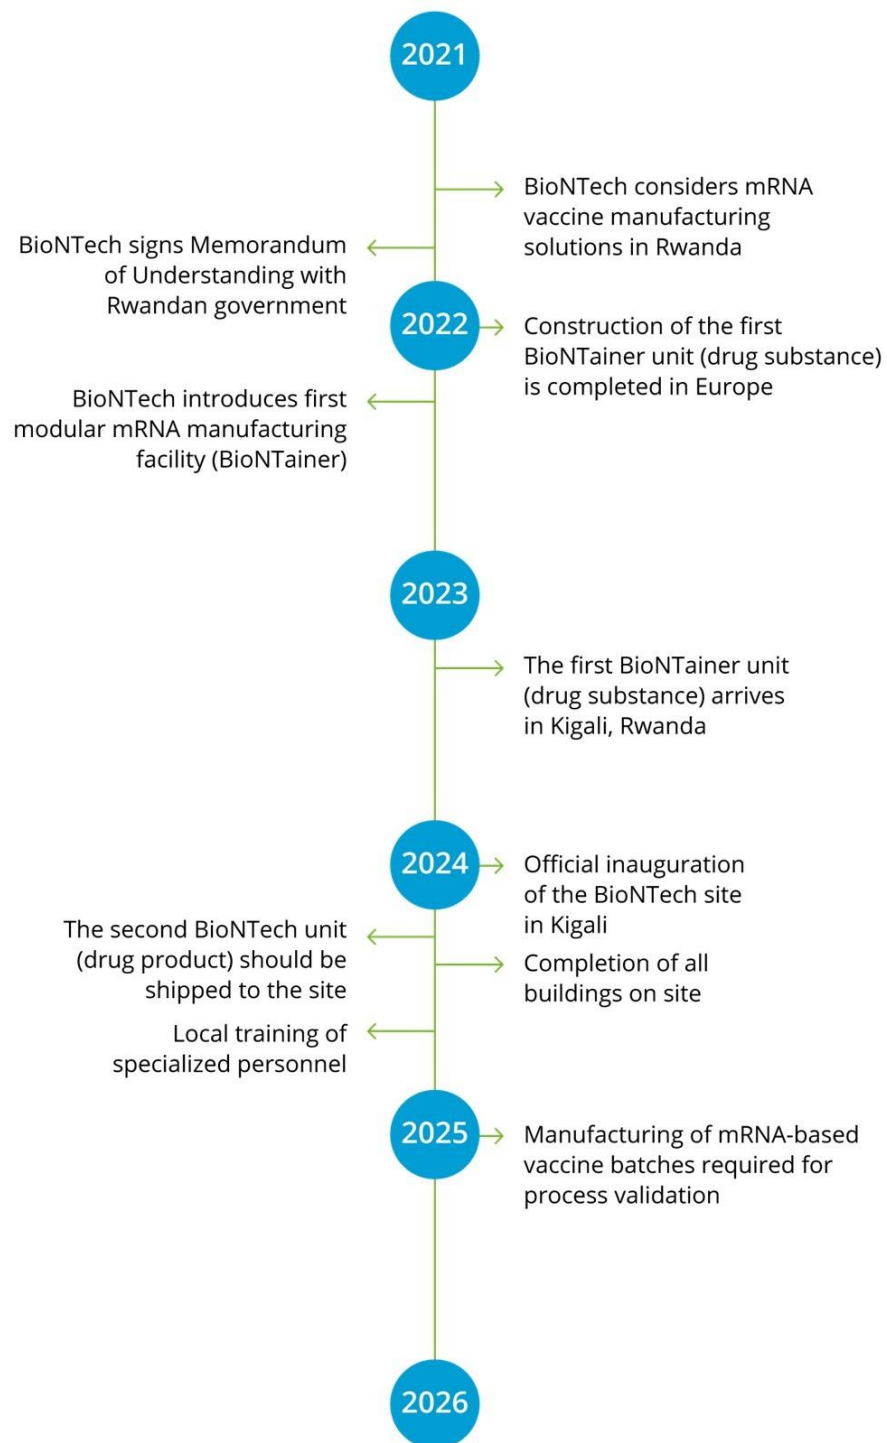 2021
BioNTech considers mRNA
vaccine manufacturing
solutions in Rwanda
BioNTech signs Memorandum
of Understanding with
Rwandan government
2022
Construction of the first
BioNTainer unit (drug substance)
is completed in Europe
BioNTech introduces first
modular mRNA manufacturing
facility (BioNTainer)
2023
The first BioNTainer unit
(drug substance) arrives
in Kigali, Rwanda
2024
Official inauguration
of the BioNTech site
in Kigali
The second BioNTech unit
(drug product) should be
shipped to the site
Completion of all
buildings on site
Local training of
specialized personnel
2025
Manufacturing of mRNA-based
vaccine batches required for
process validation
2026